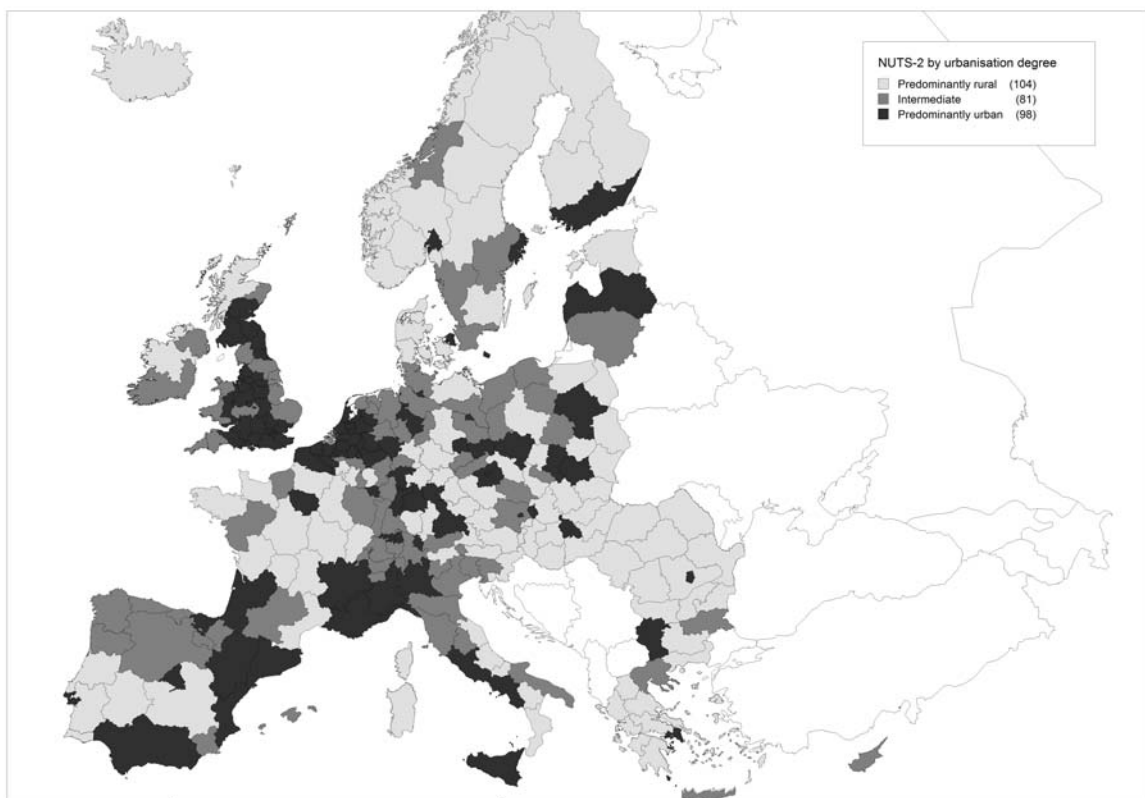 NUTS-2 by urbanisation degree
Predominantly rural (104)
Intermediate (81)
Predominantly urban (98)